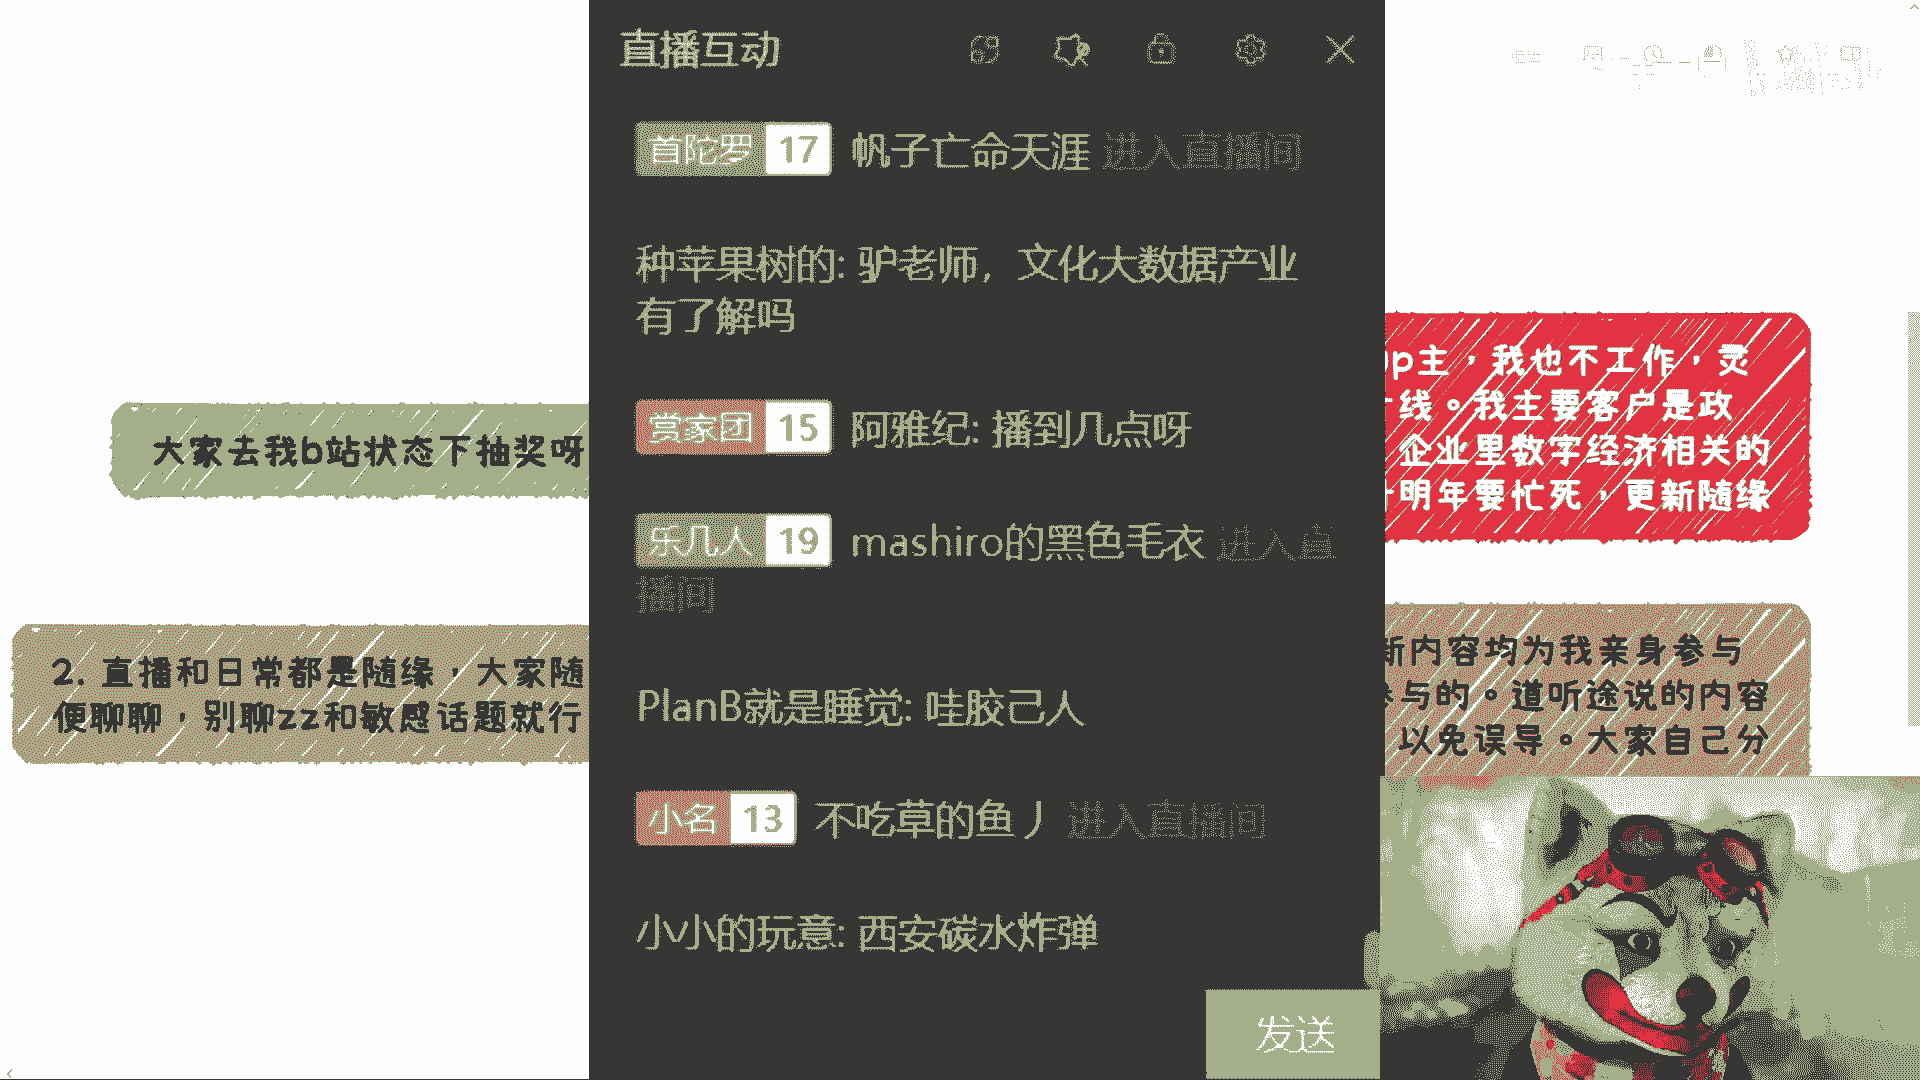 直播互动
首陀罗 17 帆子亡命天涯 进入直播间
种苹果树的: 驴老师，文化大数据产业
有了解吗
赏家团 15 阿雅纪: 播到几点呀
乐几人 19 mashiro的黑色毛衣 进入直
播间
PlanB就是睡觉: 哇胶己人
小名 13 不吃草的鱼丿 进入直播间
小小的玩意: 西安碳水炸弹
发送
大家去我b站状态下抽奖呀
2. 直播和日常都是随缘，大家随
便聊聊，别聊zz和敏感话题就行
p主，我也不工作，灵
线。我主要客户是政
企业里数字经济相关的
明年要忙死，更新随缘
新内容均为我亲身参与
参与的。道听途说的内容
以免误导。大家自己分